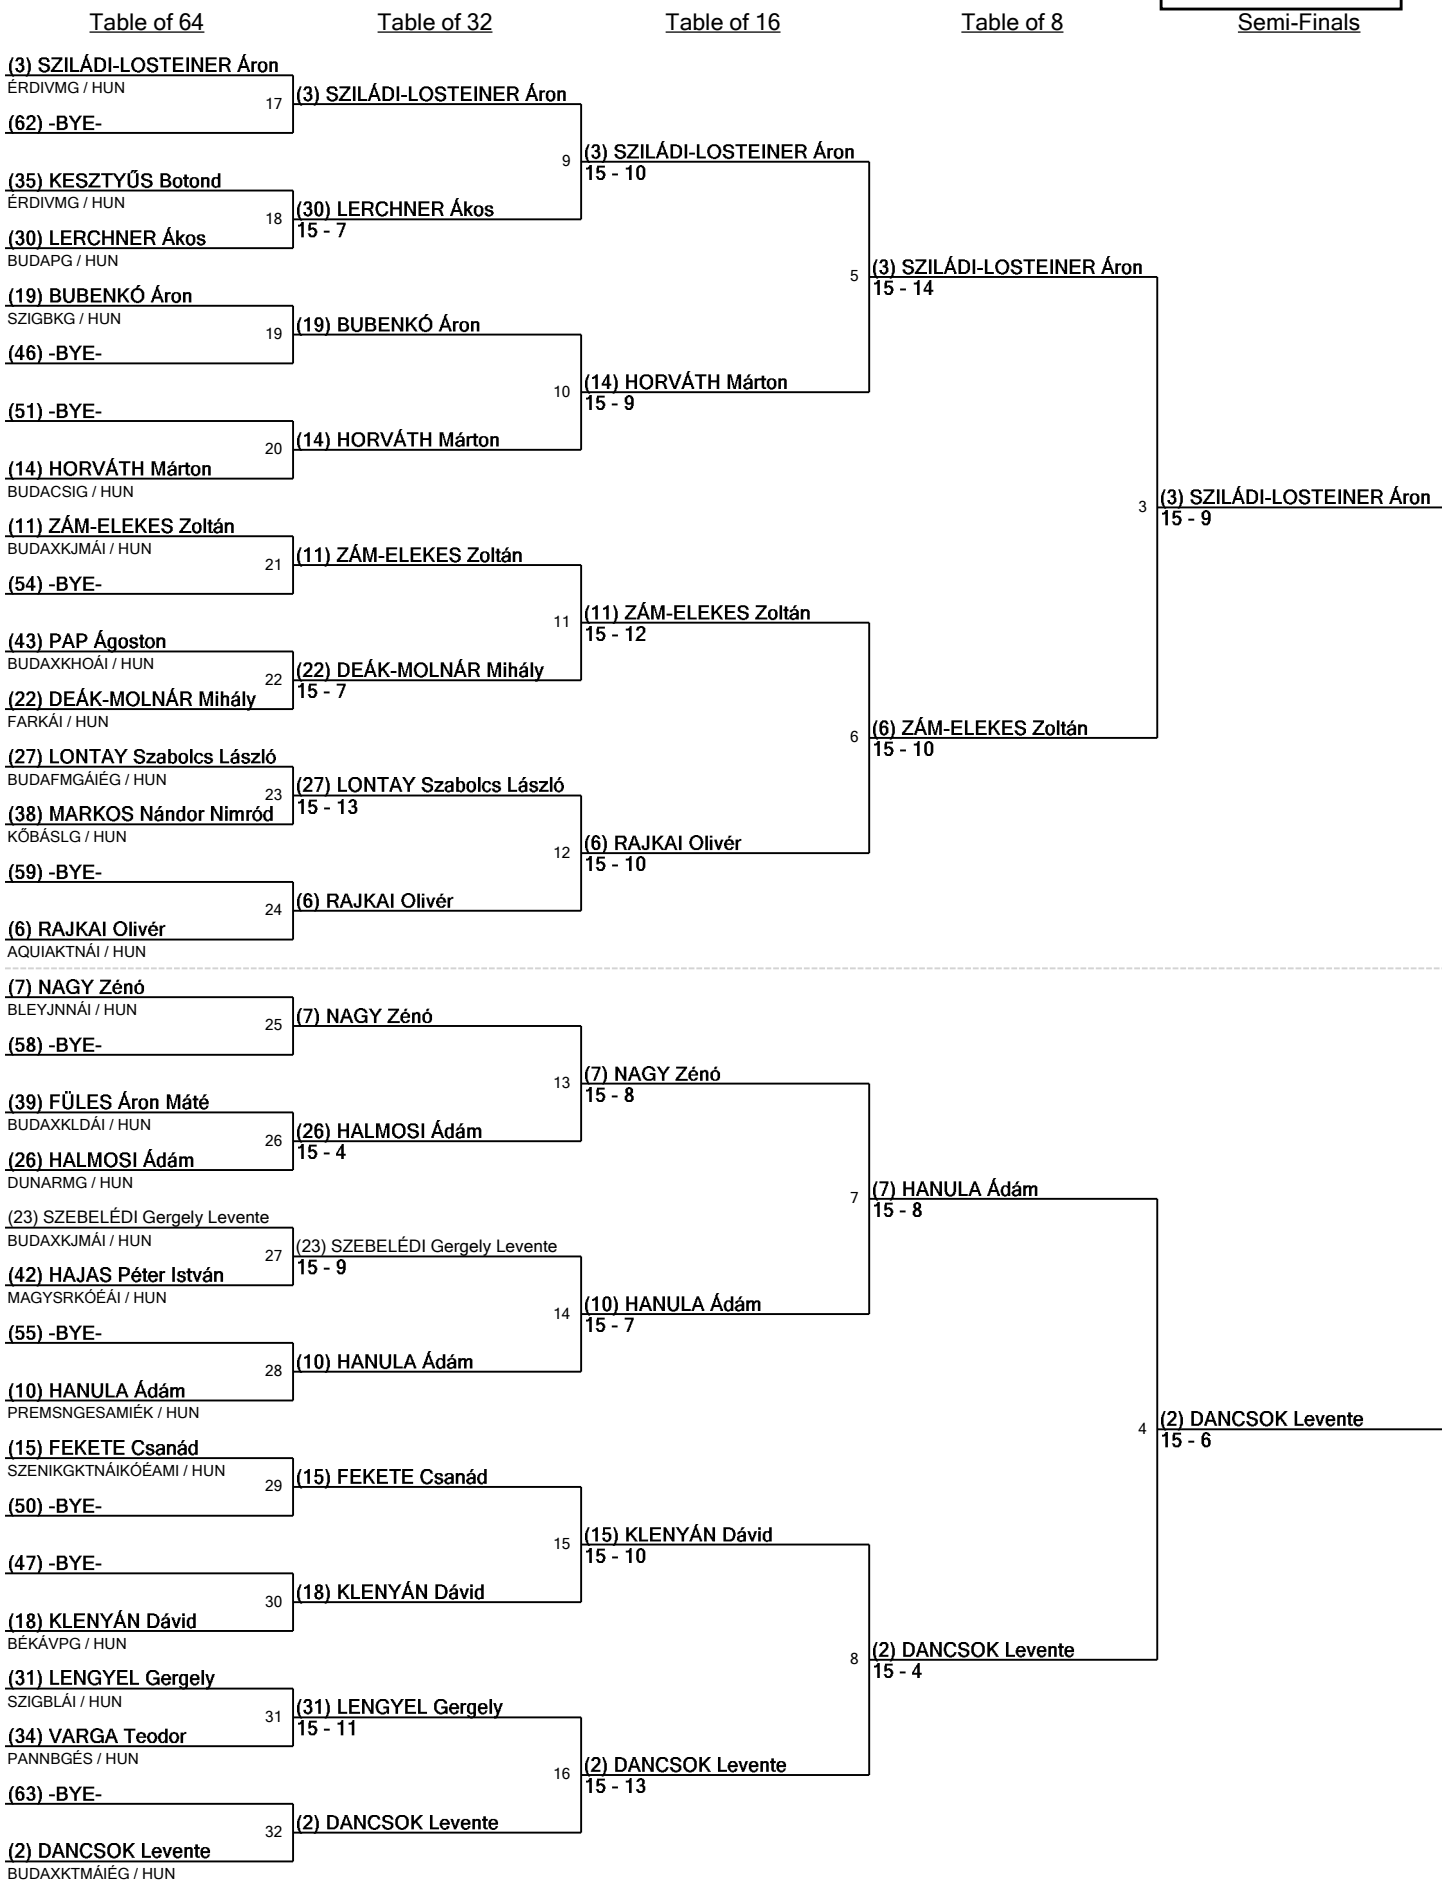 Table of 64
Table of 32
Table of 16
Table of 8
Semi-Finals
(3) SZILÁDI-LOSTEINER Áron
ÉRDIVMG / HUN
(62) -BYE-
(35) KESZTYŰS Botond
ÉRDIVMG / HUN
(30) LERCHNER Ákos
BUDAPG / HUN
(19) BUBENKÓ Áron
SZIGBKG / HUN
(46) -BYE-
(51) -BYE-
(14) HORVÁTH Márton
BUDACSIG / HUN
(11) ZÁM-ELEKES Zoltán
BUDAXKJMÁI / HUN
(54) -BYE-
(43) PAP Ágoston
BUDAXKHOÁI / HUN
(22) DEÁK-MOLNÁR Mihály
FARKÁI / HUN
(27) LONTAY Szabolcs László
BUDAFMGÁIÉG / HUN
(38) MARKOS Nándor Nimród
KŐBÁSLG / HUN
(59) -BYE-
(6) RAJKAI Olivér
AQUIAKTNÁI / HUN
(7) NAGY Zénó
BLEYJNNÁI / HUN
(58) -BYE-
(39) FÜLES Áron Máté
BUDAXKLDÁI / HUN
(26) HALMOSI Ádám
DUNARMG / HUN
(23) SZEBELÉDI Gergely Levente
BUDAXKJMÁI / HUN
(42) HAJAS Péter István
MAGYSRKÓÉÁI / HUN
(55) -BYE-
(10) HANULA Ádám
PREMSNGESAMIÉK / HUN
(15) FEKETE Csanád
SZENIKGKTNÁIKÓÉAMI / HUN
(50) -BYE-
(47) -BYE-
(18) KLENYÁN Dávid
BÉKÁVPG / HUN
(31) LENGYEL Gergely
SZIGBLÁI / HUN
(34) VARGA Teodor
PANNBGÉS / HUN
(63) -BYE-
(2) DANCSOK Levente
BUDAXKTMÁIÉG / HUN
17
(3) SZILÁDI-LOSTEINER Áron
18
(30) LERCHNER Ákos
15 - 7
19
(19) BUBENKÓ Áron
20
(14) HORVÁTH Márton
21
(11) ZÁM-ELEKES Zoltán
22
(22) DEÁK-MOLNÁR Mihály
15 - 7
23
(27) LONTAY Szabolcs László
15 - 13
24
(6) RAJKAI Olivér
25
(7) NAGY Zénó
26
(26) HALMOSI Ádám
15 - 4
27
(23) SZEBELÉDI Gergely Levente
15 - 9
28
(10) HANULA Ádám
29
(15) FEKETE Csanád
30
(18) KLENYÁN Dávid
31
(31) LENGYEL Gergely
15 - 11
32
(2) DANCSOK Levente
9
(3) SZILÁDI-LOSTEINER Áron
15 - 10
10
(14) HORVÁTH Márton
15 - 9
11
(11) ZÁM-ELEKES Zoltán
15 - 12
12
(6) RAJKAI Olivér
15 - 10
13
(7) NAGY Zénó
15 - 8
14
(10) HANULA Ádám
15 - 7
15
(15) KLENYÁN Dávid
15 - 10
16
(2) DANCSOK Levente
15 - 13
5
(3) SZILÁDI-LOSTEINER Áron
15 - 14
6
(6) ZÁM-ELEKES Zoltán
15 - 10
7
(7) HANULA Ádám
15 - 8
8
(2) DANCSOK Levente
15 - 4
3
(3) SZILÁDI-LOSTEINER Áron
15 - 9
4
(2) DANCSOK Levente
15 - 6